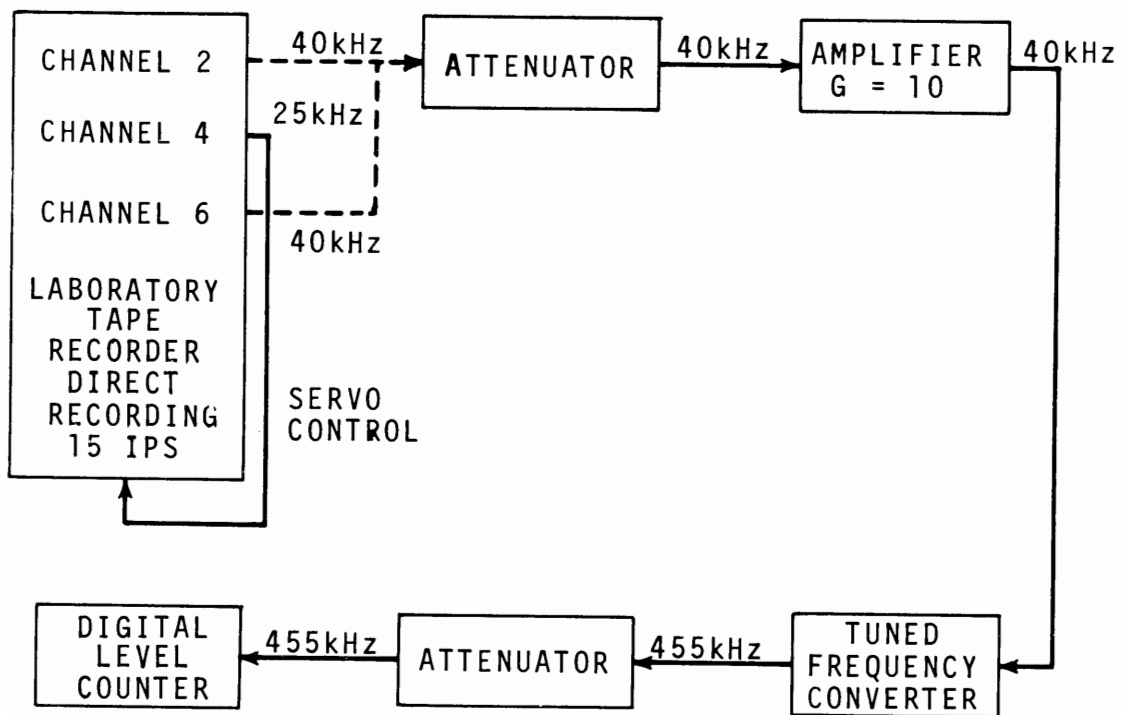 CHANNEL 2
40kHz
ATTENUATOR
40kHz
AMPLIFIER
G = 10
40kHz
25kHz
CHANNEL 4
CHANNEL 6
40kHz
LABORATORY
TAPE
RECORDER
DIRECT
RECORDING
15 IPS
SERVO
CONTROL
DIGITAL
LEVEL
COUNTER
455kHz
ATTENUATOR
455kHz
TUNED
FREQUENCY
CONVERTER